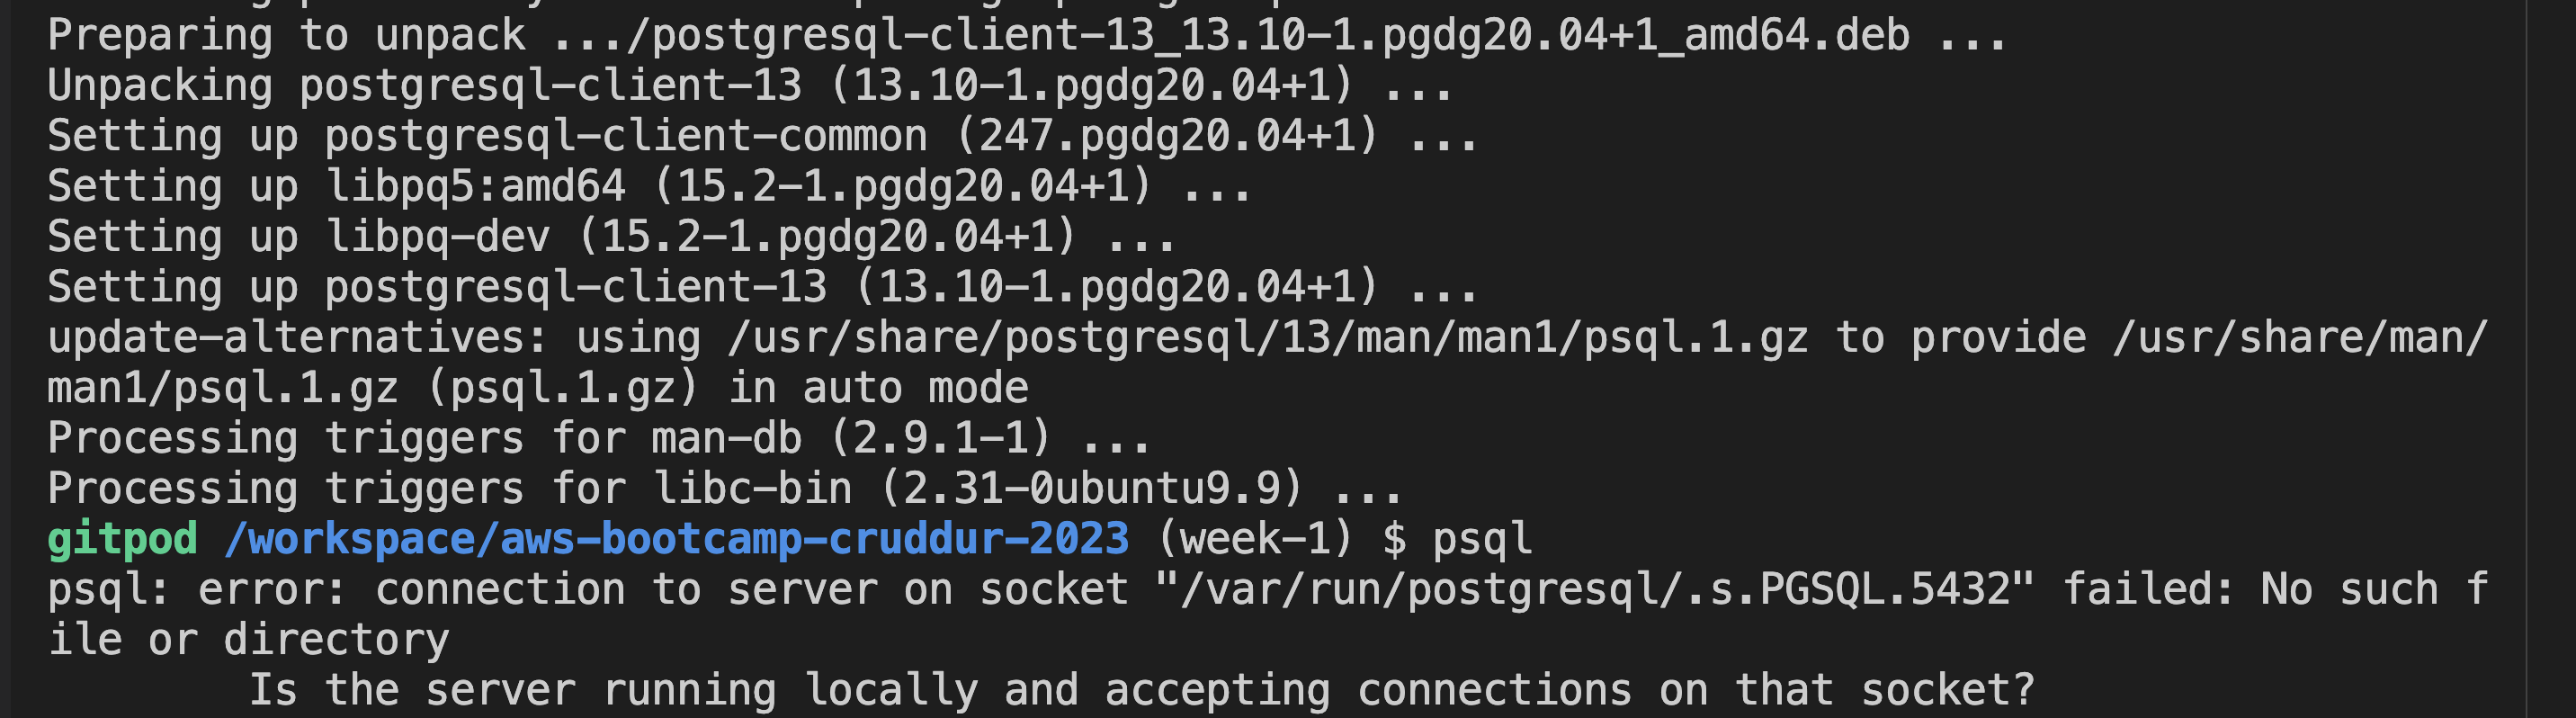 Preparing to unpack .../postgresql-client-13_13.10-1.pgdg20.04+1_amd64.deb ...
Unpacking postgresql-client-13 (13.10-1.pgdg20.04+1) ...
Setting up postgresql-client-common (247.pgdg20.04+1) ...
Setting up libpq5:amd64 (15.2-1.pgdg20.04+1) ...
Setting up libpq-dev (15.2-1.pgdg20.04+1) ...
Setting up postgresql-client-13 (13.10-1.pgdg20.04+1) ...
update-alternatives: using /usr/share/postgresql/13/man/man1/psql.1.gz to provide /usr/share/man/
man1/psql.1.gz (psql.1.gz) in auto mode
Processing triggers for man-db (2.9.1-1) ...
Processing triggers for libc-bin (2.31-0ubuntu9.9) ...
gitpod /workspace/aws-bootcamp-cruddur-2023 (week-1) $ psql
psql: error: connection to server on socket "/var/run/postgresql/.s.PGSQL.5432" failed: No such f
ile or directory
        Is the server running locally and accepting connections on that socket?